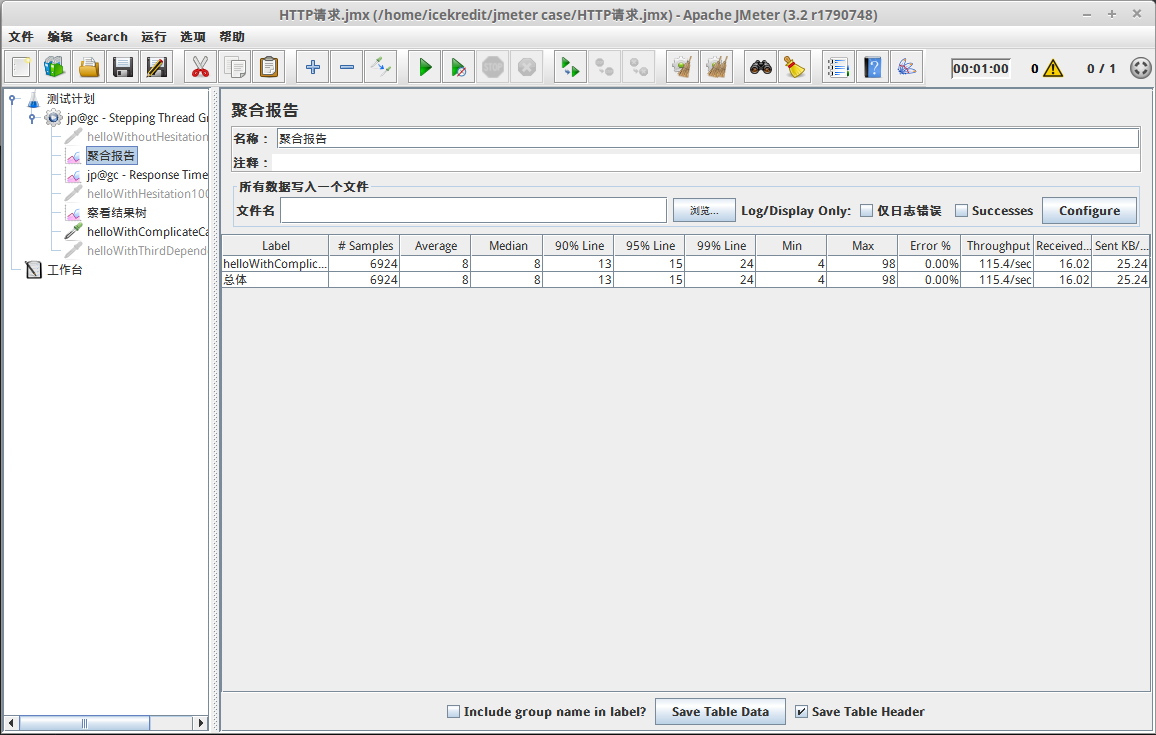 HTTP请求.jmx (/home/icekredit/jmeter case/HTTP请求.jmx) - Apache JMeter (3.2 r1790748)
文件 编辑 Search 运行 选项 帮助
STOP 00:01:00 0 0 / 1
测试计划
jp@gc - Stepping Thread Gr
helloWithoutHesitation
聚合报告
jp@gc - Response Time
helloWithHesitation100
察看结果树
helloWithComplicateCa
helloWithThirdDepend
工作台
聚合报告
名称： 聚合报告
注释：
所有数据写入一个文件
文件名 浏览... Log/Display Only: 仅日志错误 Successes Configure
Label # Samples Average Median 90% Line 95% Line 99% Line Min Max Error % Throughput Received... Sent KB/...
helloWithComplic... 6924 8 8 13 15 24 4 98 0.00% 115.4/sec 16.02 25.24
总体 6924 8 8 13 15 24 4 98 0.00% 115.4/sec 16.02 25.24
Include group name in label? Save Table Data Save Table Header